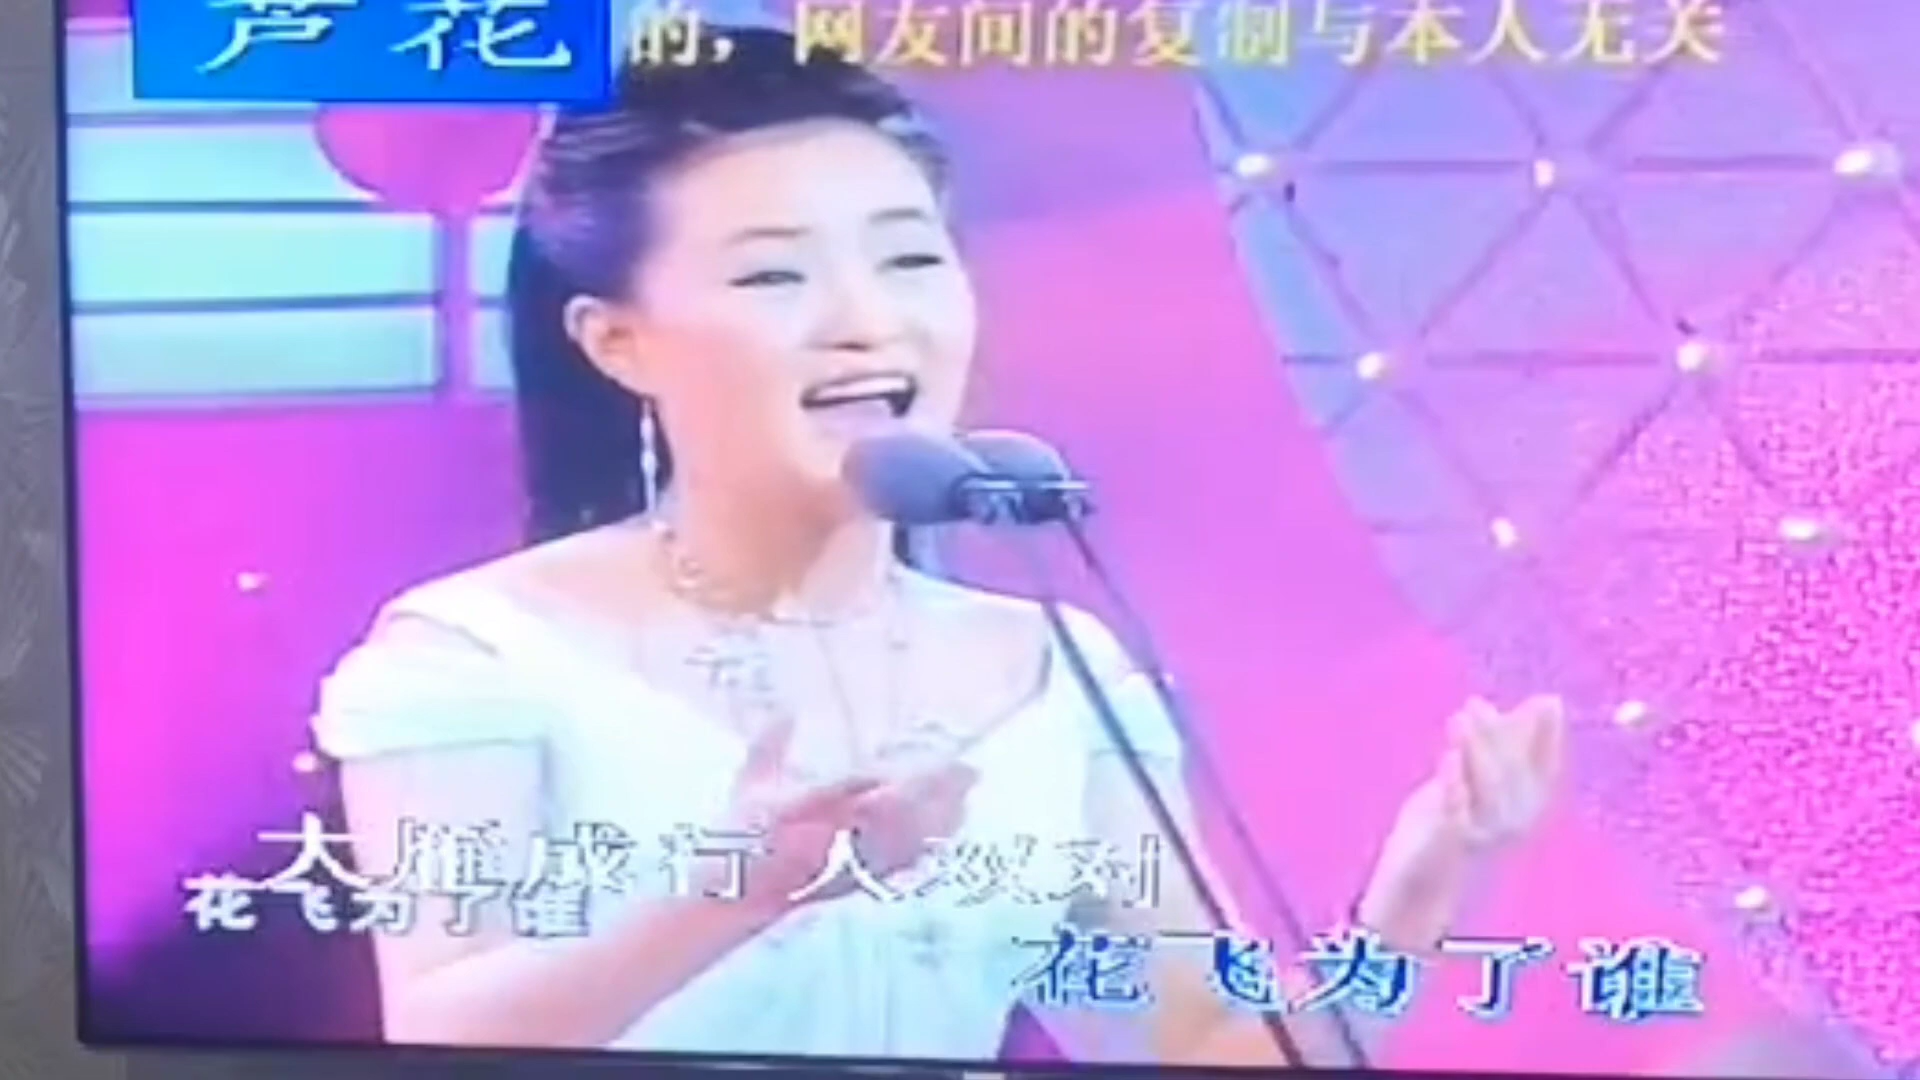 芦花
的，网友间的复制与本人无关
大雁成行人双对
花飞为了谁
花飞为了谁